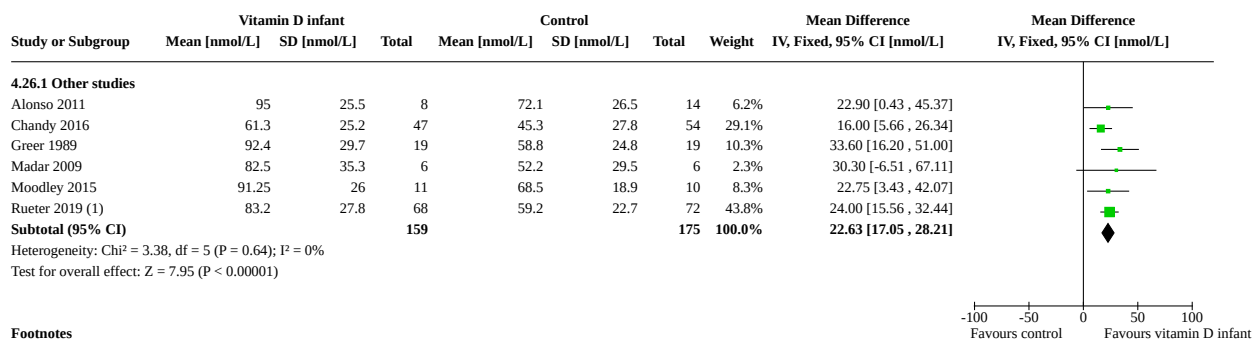 Vitamin D infant Control Mean Difference Mean Difference
Study or Subgroup Mean [nmol/L] SD [nmol/L] Total Mean [nmol/L] SD [nmol/L] Total Weight IV, Fixed, 95% CI [nmol/L] IV, Fixed, 95% CI [nmol/L]
4.26.1 Other studies
Alonso 2011 95 25.5 8 72.1 26.5 14 6.2% 22.90 [0.43 , 45.37]
Chandy 2016 61.3 25.2 47 45.3 27.8 54 29.1% 16.00 [5.66 , 26.34]
Greer 1989 92.4 29.7 19 58.8 24.8 19 10.3% 33.60 [16.20 , 51.00]
Madar 2009 82.5 35.3 6 52.2 29.5 6 2.3% 30.30 [-6.51 , 67.11]
Moodley 2015 91.25 26 11 68.5 18.9 10 8.3% 22.75 [3.43 , 42.07]
Rueter 2019 (1) 83.2 27.8 68 59.2 22.7 72 43.8% 24.00 [15.56 , 32.44]
Subtotal (95% CI) 159 175 100.0% 22.63 [17.05 , 28.21]
Heterogeneity: Chi² = 3.38, df = 5 (P = 0.64); I² = 0%
Test for overall effect: Z = 7.95 (P < 0.00001)
-100 -50 0 50 100
Footnotes Favours control Favours vitamin D infant